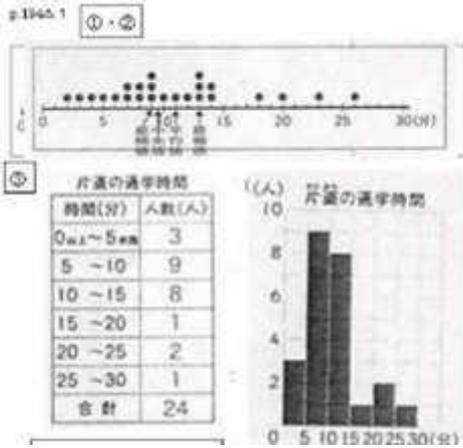 ①・②
0 5 10 15 20 25 30(分)
③
片道の通学時間
時間(分) 人数(人)
0以上～5未満 3
5 ～10 9
10 ～15 8
15 ～20 1
20 ～25 2
25 ～30 1
合計 24
(人) 片道の通学時間
10
8
6
4
2
0 5 10 15 20 25 30(分)